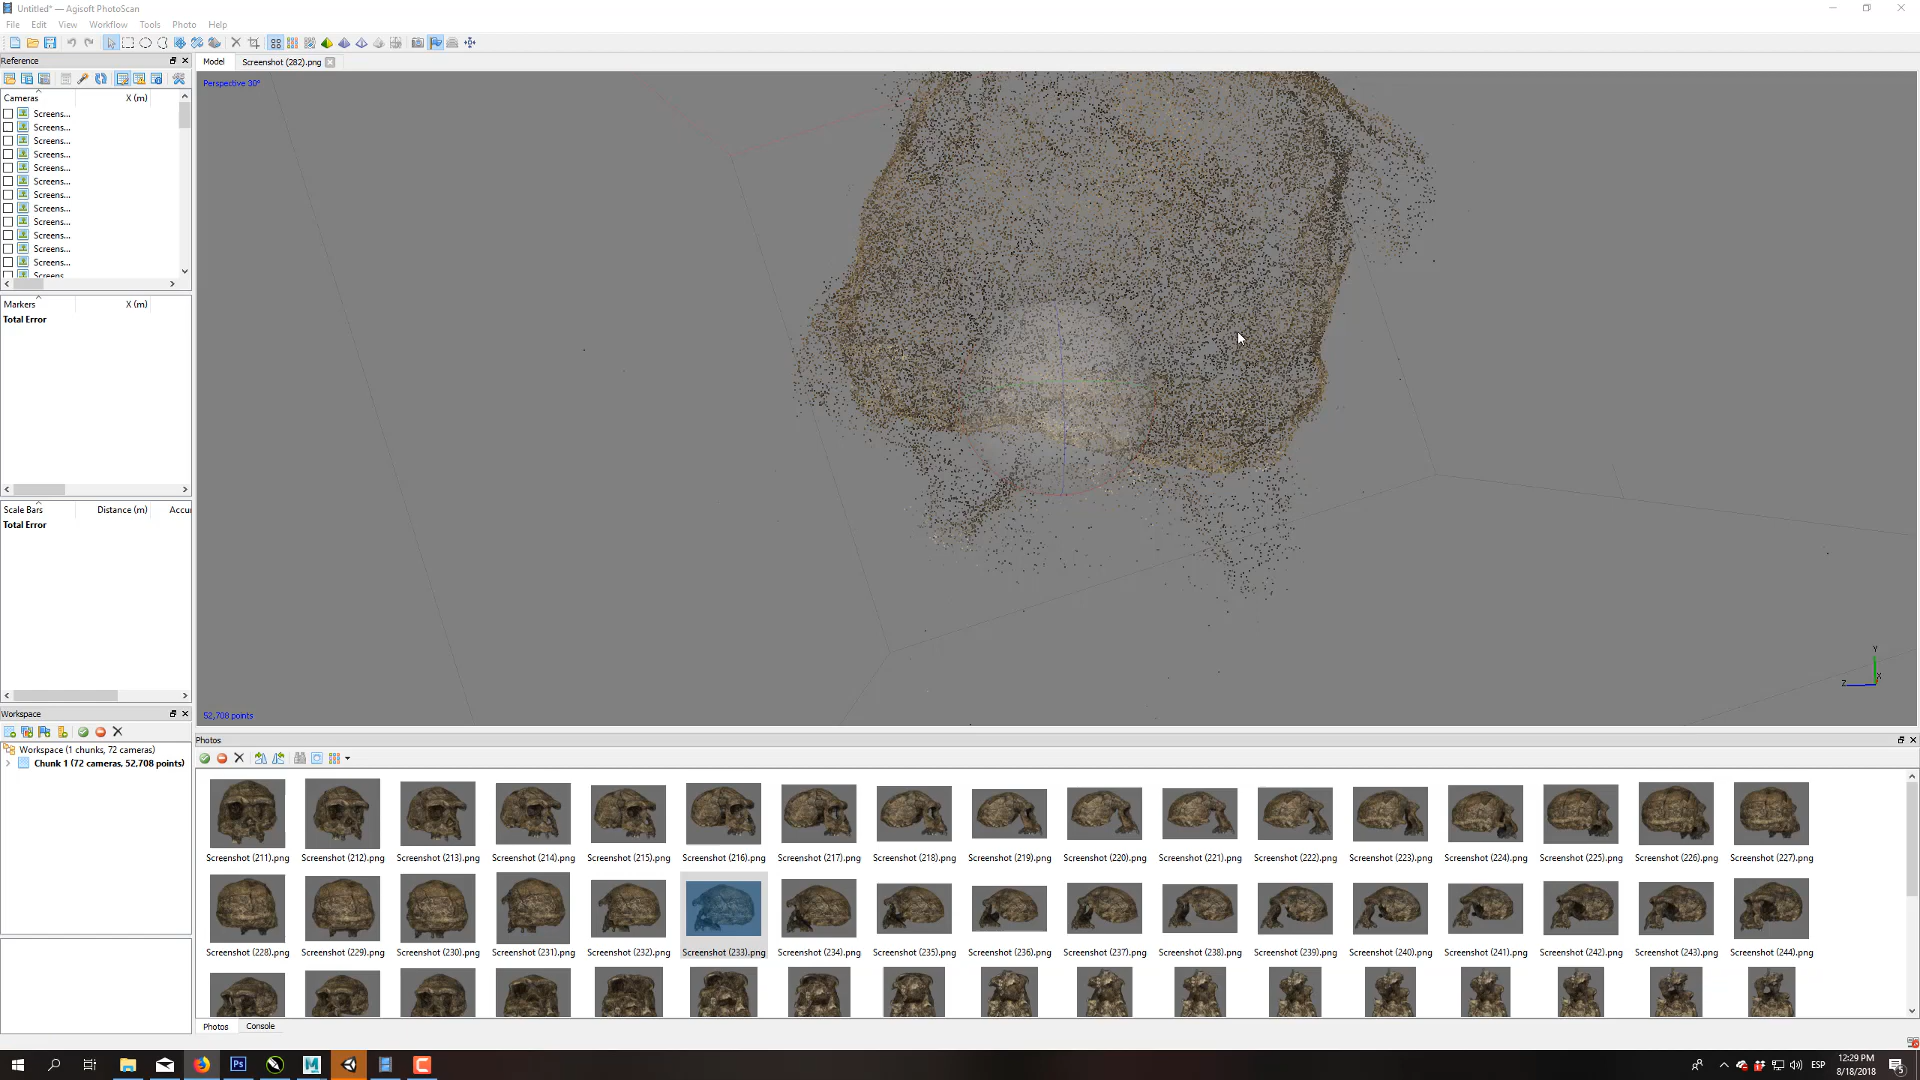 Untitled* — Agisoft PhotoScan
File Edit View Workflow Tools Photo Help
Reference
Model Screenshot (282).png
Perspective 30°
Cameras X (m)
Screens...
Screens...
Screens...
Screens...
Screens...
Screens...
Screens...
Screens...
Screens...
Screens...
Screens...
Screens...
Screens
Markers X (m)
Total Error
Scale Bars Distance (m) Accu
Total Error
Y
Z X
52,708 points
Workspace
Workspace (1 chunks, 72 cameras)
Chunk 1 (72 cameras, 52,708 points)
Photos
Screenshot (211).png Screenshot (212).png Screenshot (213).png Screenshot (214).png Screenshot (215).png Screenshot (216).png Screenshot (217).png Screenshot (218).png Screenshot (219).png Screenshot (220).png Screenshot (221).png Screenshot (222).png Screenshot (223).png Screenshot (224).png Screenshot (225).png Screenshot (226).png Screenshot (227).png
Screenshot (228).png Screenshot (229).png Screenshot (230).png Screenshot (231).png Screenshot (232).png Screenshot (233).png Screenshot (234).png Screenshot (235).png Screenshot (236).png Screenshot (237).png Screenshot (238).png Screenshot (239).png Screenshot (240).png Screenshot (241).png Screenshot (242).png Screenshot (243).png Screenshot (244).png
Photos Console
Ps M C ESP 12:29 PM
8/18/2018
5